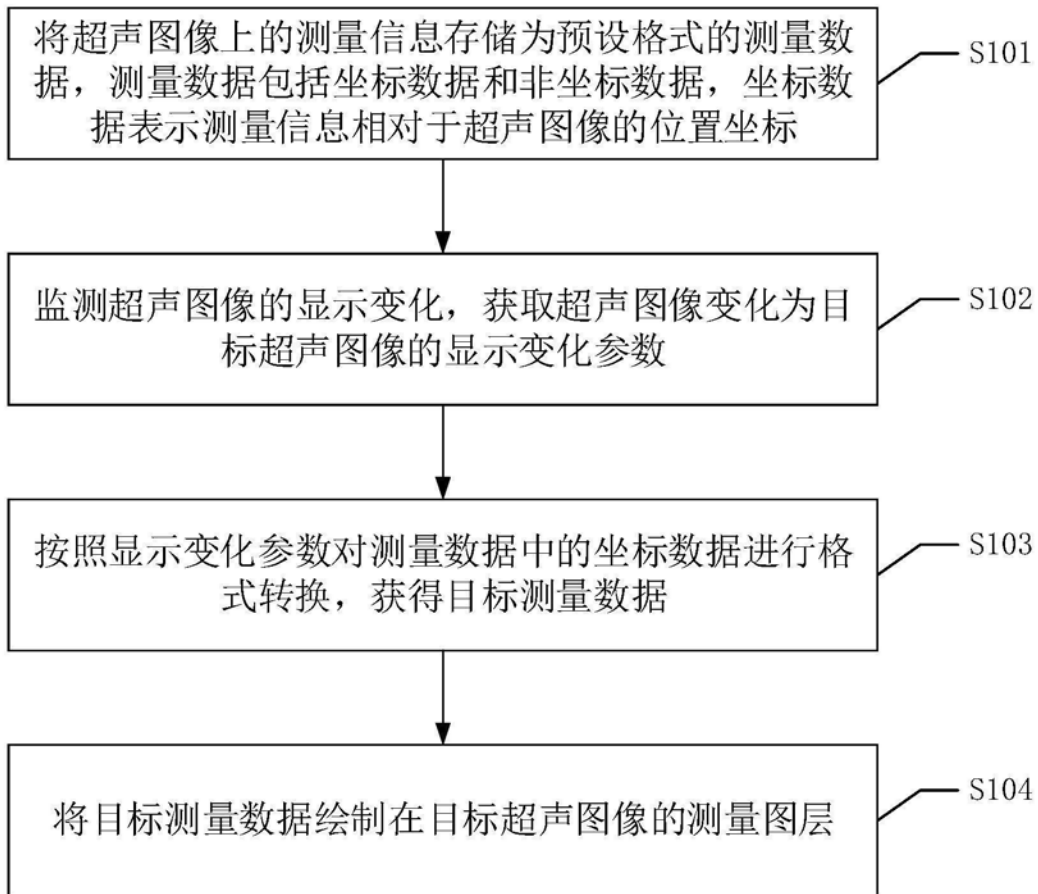 将超声图像上的测量信息存储为预设格式的测量数
据，测量数据包括坐标数据和非坐标数据，坐标数
据表示测量信息相对于超声图像的位置坐标
S101
监测超声图像的显示变化，获取超声图像变化为目
标超声图像的显示变化参数
S102
按照显示变化参数对测量数据中的坐标数据进行格
式转换，获得目标测量数据
S103
将目标测量数据绘制在目标超声图像的测量图层
S104